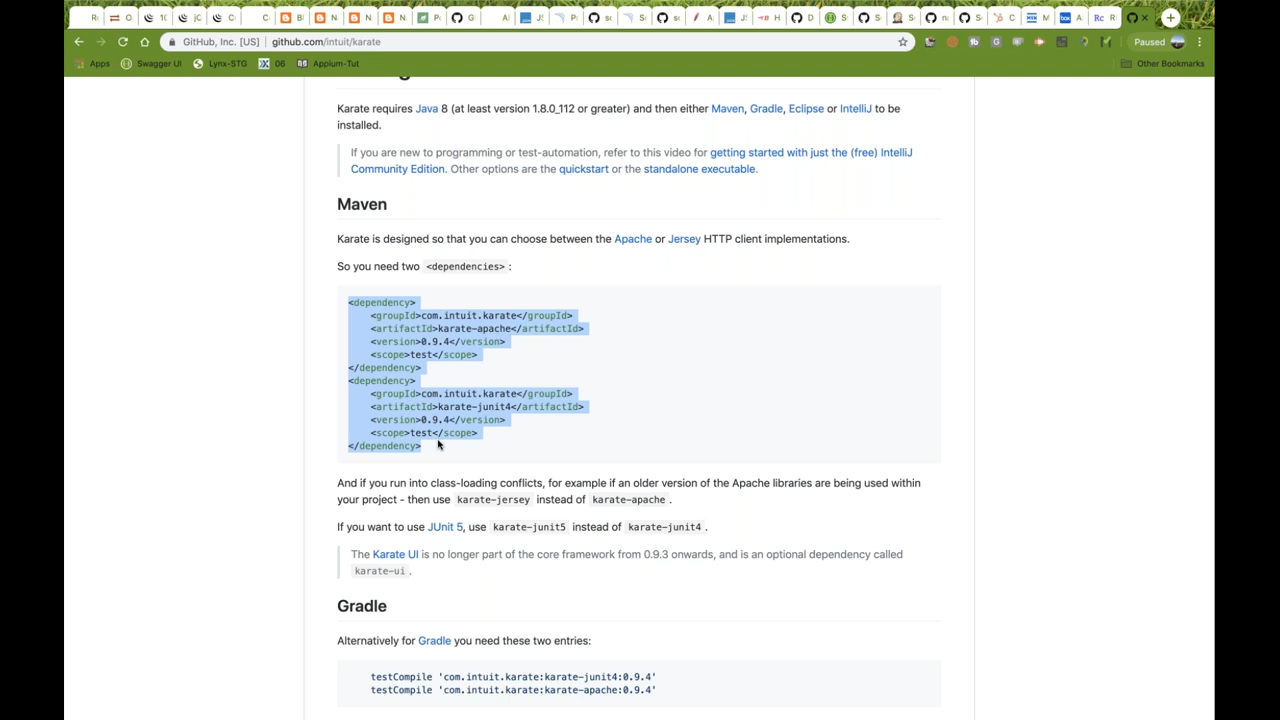 GitHub, Inc. [US] github.com/intuit/karate Paused
Apps Swagger UI Lynx-STG 06 Appium-Tut Other Bookmarks
Karate requires Java 8 (at least version 1.8.0_112 or greater) and then either Maven, Gradle, Eclipse or IntelliJ to be
installed.
If you are new to programming or test-automation, refer to this video for getting started with just the (free) IntelliJ
Community Edition. Other options are the quickstart or the standalone executable.
Maven
Karate is designed so that you can choose between the Apache or Jersey HTTP client implementations.
So you need two <dependencies>:
<dependency>
<groupId>com.intuit.karate</groupId>
<artifactId>karate-apache</artifactId>
<version>0.9.4</version>
<scope>test</scope>
</dependency>
<dependency>
<groupId>com.intuit.karate</groupId>
<artifactId>karate-junit4</artifactId>
<version>0.9.4</version>
<scope>test</scope>
</dependency>
And if you run into class-loading conflicts, for example if an older version of the Apache libraries are being used within
your project - then use karate-jersey instead of karate-apache.
If you want to use JUnit 5, use karate-junit5 instead of karate-junit4.
The Karate UI is no longer part of the core framework from 0.9.3 onwards, and is an optional dependency called
karate-ui.
Gradle
Alternatively for Gradle you need these two entries:
testCompile 'com.intuit.karate:karate-junit4:0.9.4'
testCompile 'com.intuit.karate:karate-apache:0.9.4'